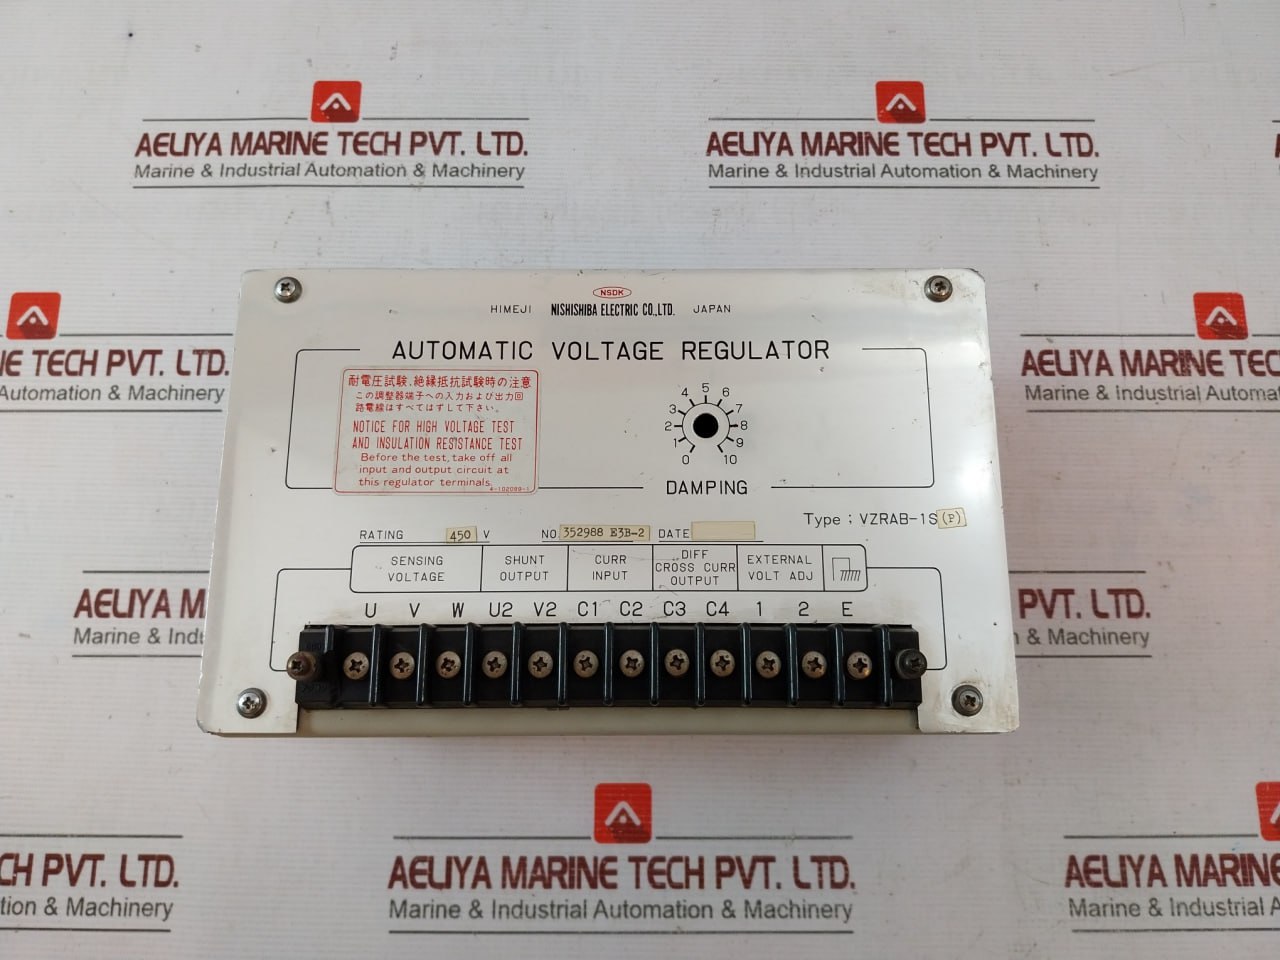 AELIYA MARINE TECH PVT. LTD.
Marine & Industrial Automation & Machinery
AELIYA MARINE TECH PVT. LTD.
Marine & Industrial Automation & Machinery
NE TECH PVT. LTD.
Automation & Machinery
AELIYA MARINE TECH
Marine & Industrial Automat
NSDK
HIMEJI NISHISHIBA ELECTRIC CO.,LTD. JAPAN
AUTOMATIC VOLTAGE REGULATOR
耐電圧試験、絶縁抵抗試験時の注意
この調整器端子への入力および出力回
路電線はすべてはずして下さい。
NOTICE FOR HIGH VOLTAGE TEST
AND INSULATION RESISTANCE TEST
Before the test, take off all
input and output circuit at
this regulator terminals.
4-102089-1
0 1 2 3 4 5 6 7 8 9 10
DAMPING
Type : VZRAB-1S (P)
RATING 450 V NO 352988 E3B-2 DATE
SENSING VOLTAGE
SHUNT OUTPUT
CURR INPUT
DIFF CROSS CURR OUTPUT
EXTERNAL VOLT ADJ
U V W U2 V2 C1 C2 C3 C4 1 2 E
AELIYA MA
Marine & Indust
PVT. LTD.
& Machinery
CH PVT. LTD.
tion & Machinery
AELIYA MARINE TECH PVT. LTD.
Marine & Industrial Automation & Machinery
AELIYA MARINE
Marine & Industrial A